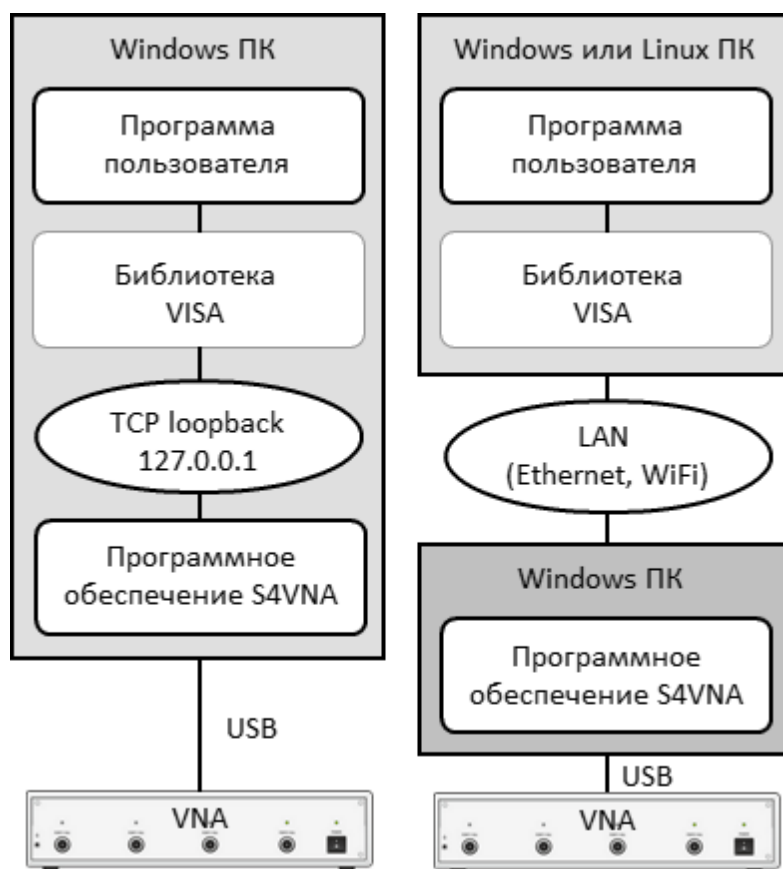 Windows ПК
Программа
пользователя
Библиотека
VISA
TCP loopback
127.0.0.1
Программное
обеспечение S4VNA
USB
VNA
Windows или Linux ПК
Программа
пользователя
Библиотека
VISA
LAN
(Ethernet, WiFi)
Windows ПК
Программное
обеспечение S4VNA
USB
VNA